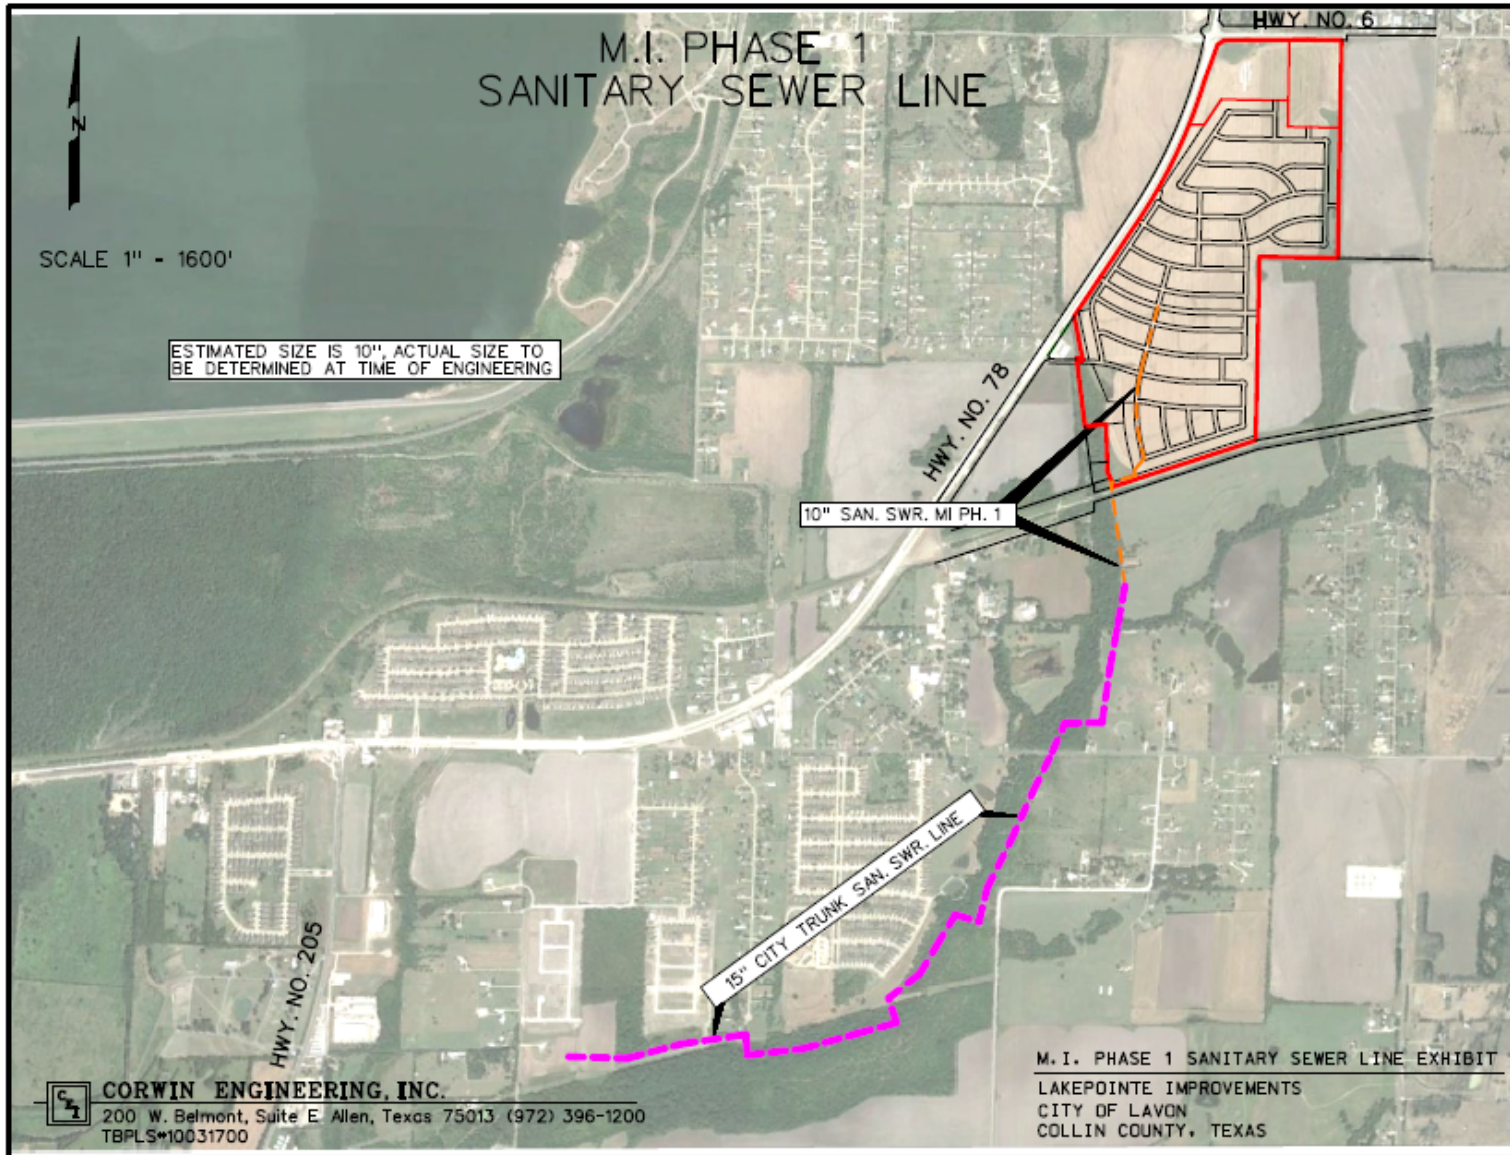 HWY. NO. 6
M.I. PHASE 1
SANITARY SEWER LINE
N
SCALE 1" - 1600'
ESTIMATED SIZE IS 10", ACTUAL SIZE TO
BE DETERMINED AT TIME OF ENGINEERING
HWY. NO. 78
10" SAN. SWR. MI PH. 1
15" CITY TRUNK SAN. SWR. LINE
HWY. NO. 205
CEI
CORWIN ENGINEERING, INC.
200 W. Belmont, Suite E Allen, Texas 75013 (972) 396-1200
TBPLS#10031700
M.I. PHASE 1 SANITARY SEWER LINE EXHIBIT
LAKEPOINTE IMPROVEMENTS
CITY OF LAVON
COLLIN COUNTY, TEXAS